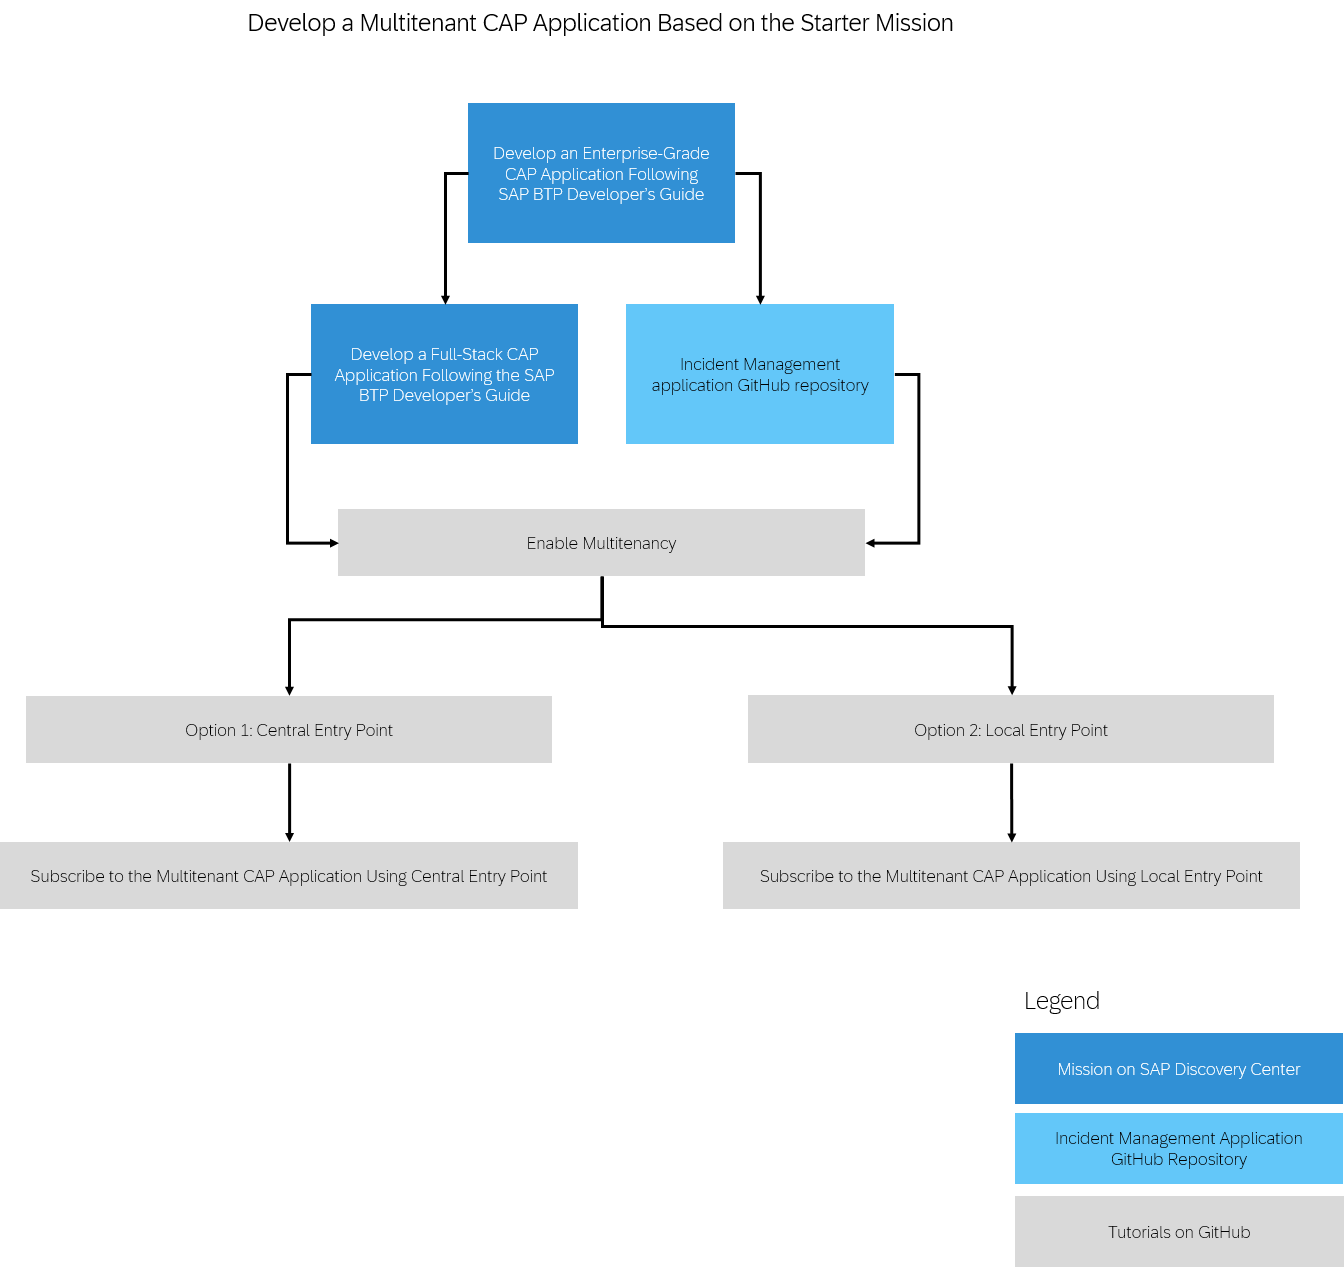 Develop a Multitenant CAP Application Based on the Starter Mission
Develop an Enterprise-Grade
CAP Application Following
SAP BTP Developer’s Guide
Develop a Full-Stack CAP
Application Following the SAP
BTP Developer’s Guide
Incident Management
application GitHub repository
Enable Multitenancy
Option 1: Central Entry Point
Option 2: Local Entry Point
Subscribe to the Multitenant CAP Application Using Central Entry Point
Subscribe to the Multitenant CAP Application Using Local Entry Point
Legend
Mission on SAP Discovery Center
Incident Management Application
GitHub Repository
Tutorials on GitHub